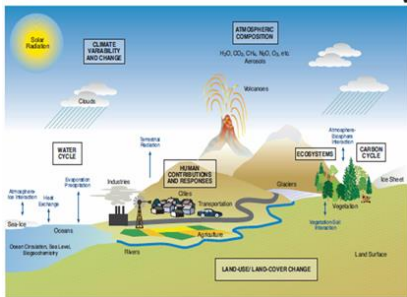 Solar
Radiation
CLIMATE
VARIABILITY
AND CHANGE
ATMOSPHERIC
COMPOSITION
H₂O, CO₂, CH₄, N₂O, O₃, etc.
Aerosols
Clouds
Volcanoes
WATER
CYCLE
Terrestrial
Radiation
Atmosphere-
Biosphere
Interaction
ECOSYSTEMS
CARBON
CYCLE
HUMAN
CONTRIBUTIONS
AND RESPONSES
Atmosphere-
Ice Interaction
Heat
Exchange
Evaporation
Precipitation
Industries
Cities
Transportation
Glaciers
Ice Sheet
Vegetation
Sea-Ice
Oceans
Vegetation-Soil
Interaction
Agriculture
Ocean Circulation, Sea Level,
Biogeochemistry
Rivers
Land Surface
LAND-USE/ LAND-COVER CHANGE